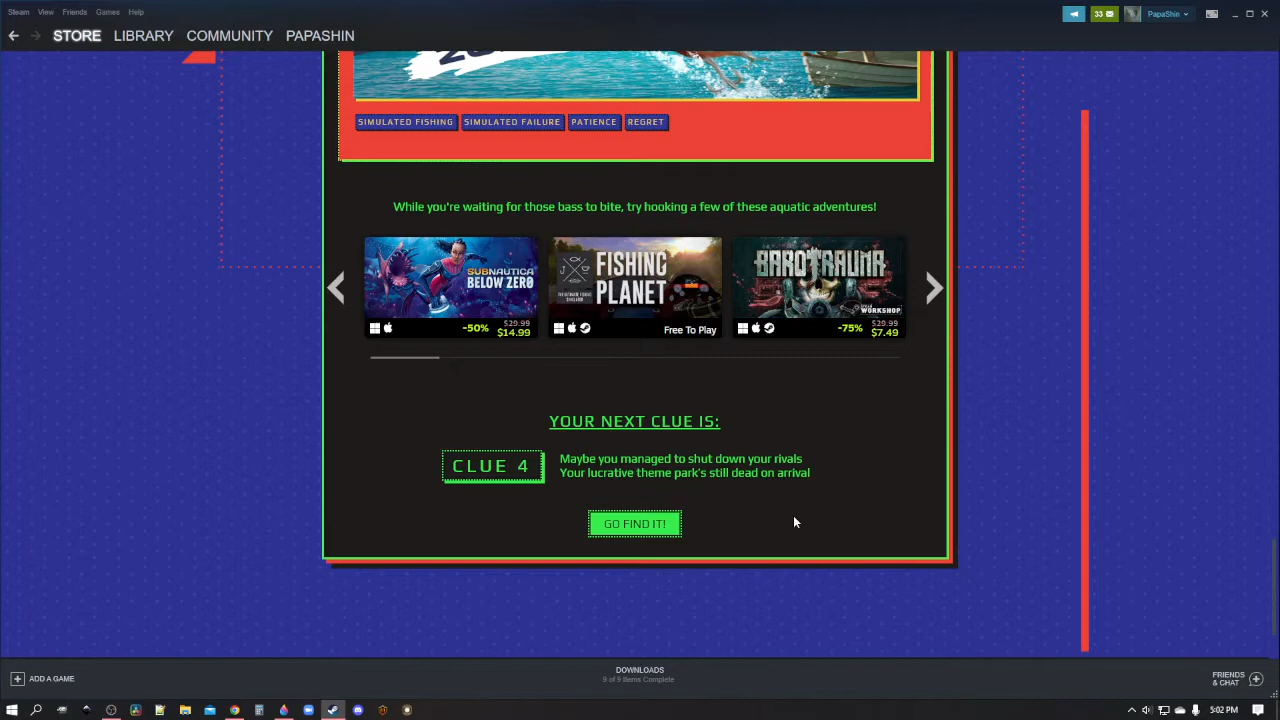 Steam View Friends Games Help
33
PapaShin
STORE LIBRARY COMMUNITY PAPASHIN
SIMULATED FISHING SIMULATED FAILURE PATIENCE REGRET
While you're waiting for those bass to bite, try hooking a few of these aquatic adventures!
SUBNAUTICA
BELOW ZERO
-50% $29.99
$14.99
FISHING
PLANET
Free To Play
BAROTRAUMA
WORKSHOP
-75% $29.99
$7.49
YOUR NEXT CLUE IS:
CLUE 4
Maybe you managed to shut down your rivals
Your lucrative theme park's still dead on arrival
GO FIND IT!
ADD A GAME
DOWNLOADS
9 of 9 Items Complete
FRIENDS
& CHAT
5:02 PM